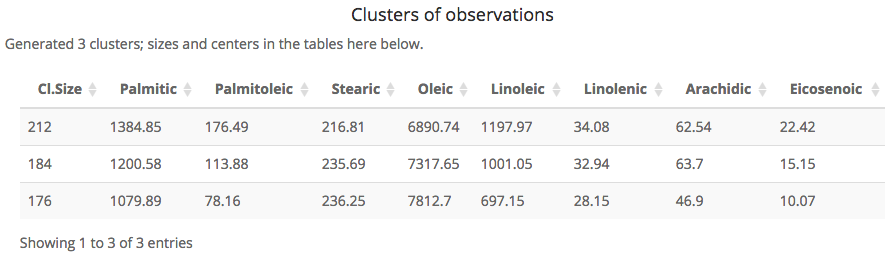 Clusters of observations
Generated 3 clusters; sizes and centers in the tables here below.
Cl.Size Palmitic Palmitoleic Stearic Oleic Linoleic Linolenic Arachidic Eicosenoic
212 1384.85 176.49 216.81 6890.74 1197.97 34.08 62.54 22.42
184 1200.58 113.88 235.69 7317.65 1001.05 32.94 63.7 15.15
176 1079.89 78.16 236.25 7812.7 697.15 28.15 46.9 10.07
Showing 1 to 3 of 3 entries